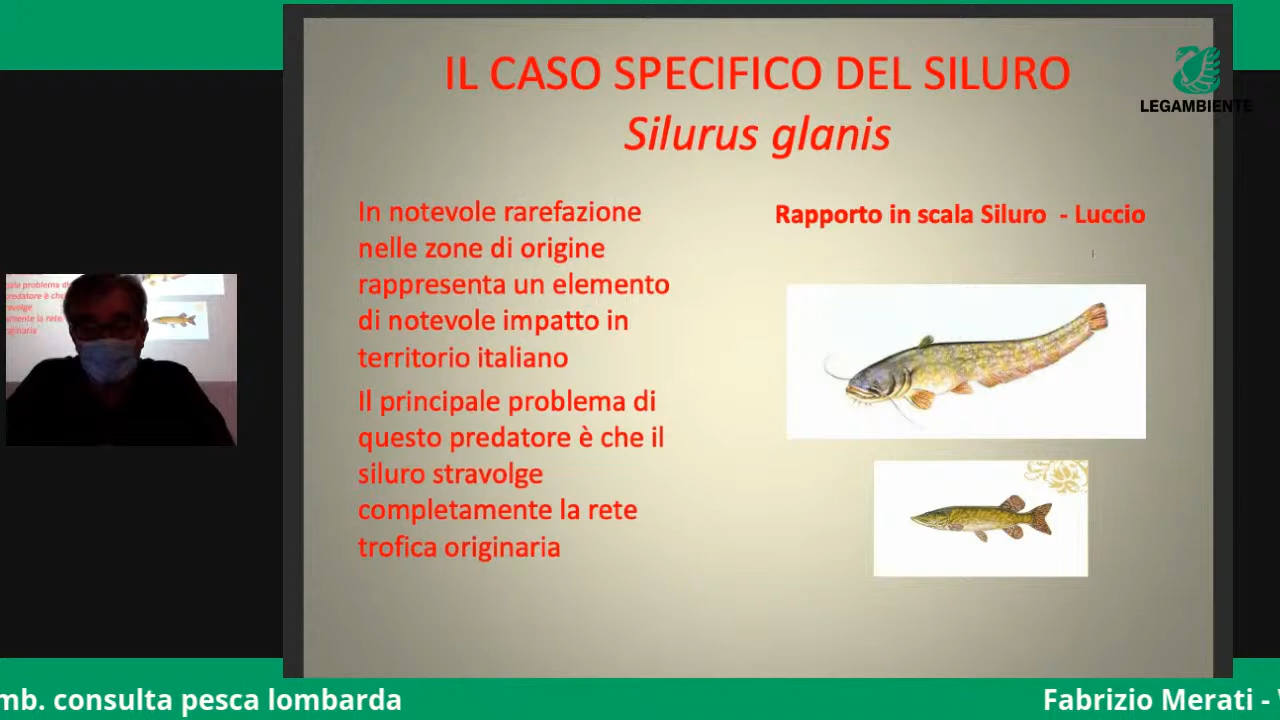 IL CASO SPECIFICO DEL SILURO
Silurus glanis
LEGAMBIENTE
In notevole rarefazione
nelle zone di origine
rappresenta un elemento
di notevole impatto in
territorio italiano
Il principale problema di
questo predatore è che il
siluro stravolge
completamente la rete
trofica originaria
Rapporto in scala Siluro - Luccio
mb. consulta pesca lombarda
Fabrizio Merati -